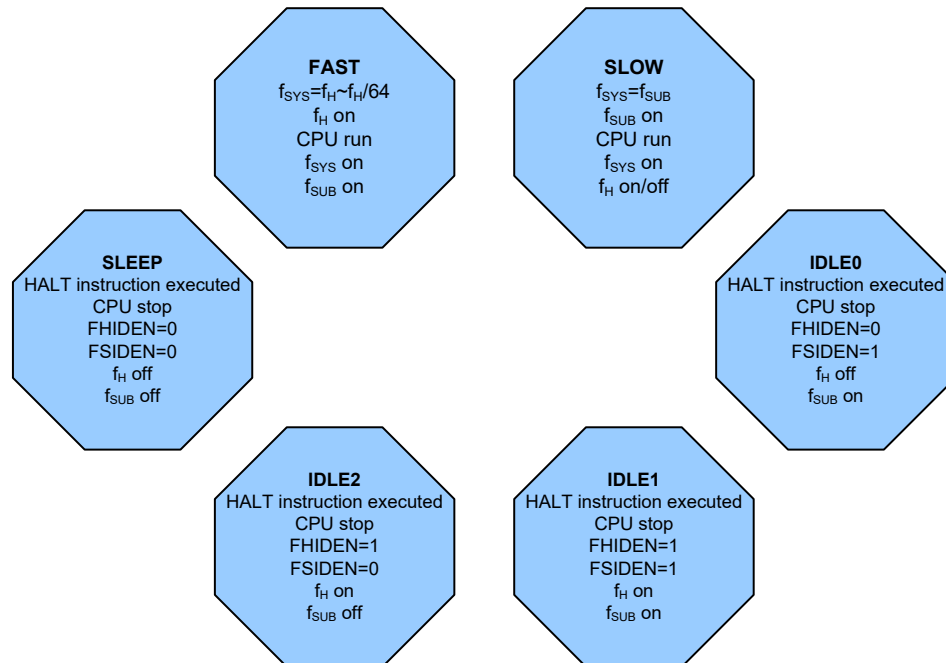 FAST
fSYS=fH~fH/64
fH on
CPU run
fSYS on
fSUB on
SLOW
fSYS=fSUB
fSUB on
CPU run
fSYS on
fH on/off
SLEEP
HALT instruction executed
CPU stop
FHIDEN=0
FSIDEN=0
fH off
fSUB off
IDLE0
HALT instruction executed
CPU stop
FHIDEN=0
FSIDEN=1
fH off
fSUB on
IDLE2
HALT instruction executed
CPU stop
FHIDEN=1
FSIDEN=0
fH on
fSUB off
IDLE1
HALT instruction executed
CPU stop
FHIDEN=1
FSIDEN=1
fH on
fSUB on